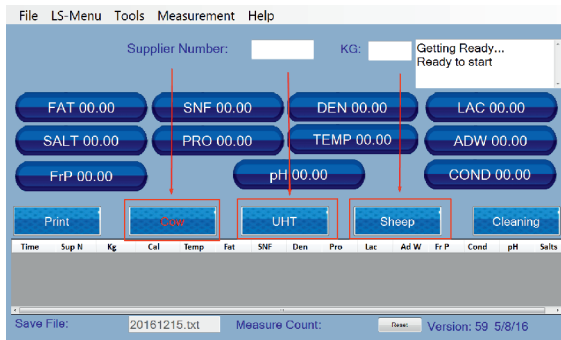 File LS-Menu Tools Measurement Help
Supplier Number: KG: Getting Ready...
Ready to start
FAT 00.00 SNF 00.00 DEN 00.00 LAC 00.00
SALT 00.00 PRO 00.00 TEMP 00.00 ADW 00.00
FrP 00.00 pH 00.00 COND 00.00
Print Cow UHT Sheep Cleaning
Time Sup N Kg Cal Temp Fat SNF Den Pro Lac Ad W Fr P Cond pH Salts
Save File: 20161215.txt Measure Count: Reset Version: 59 5/8/16